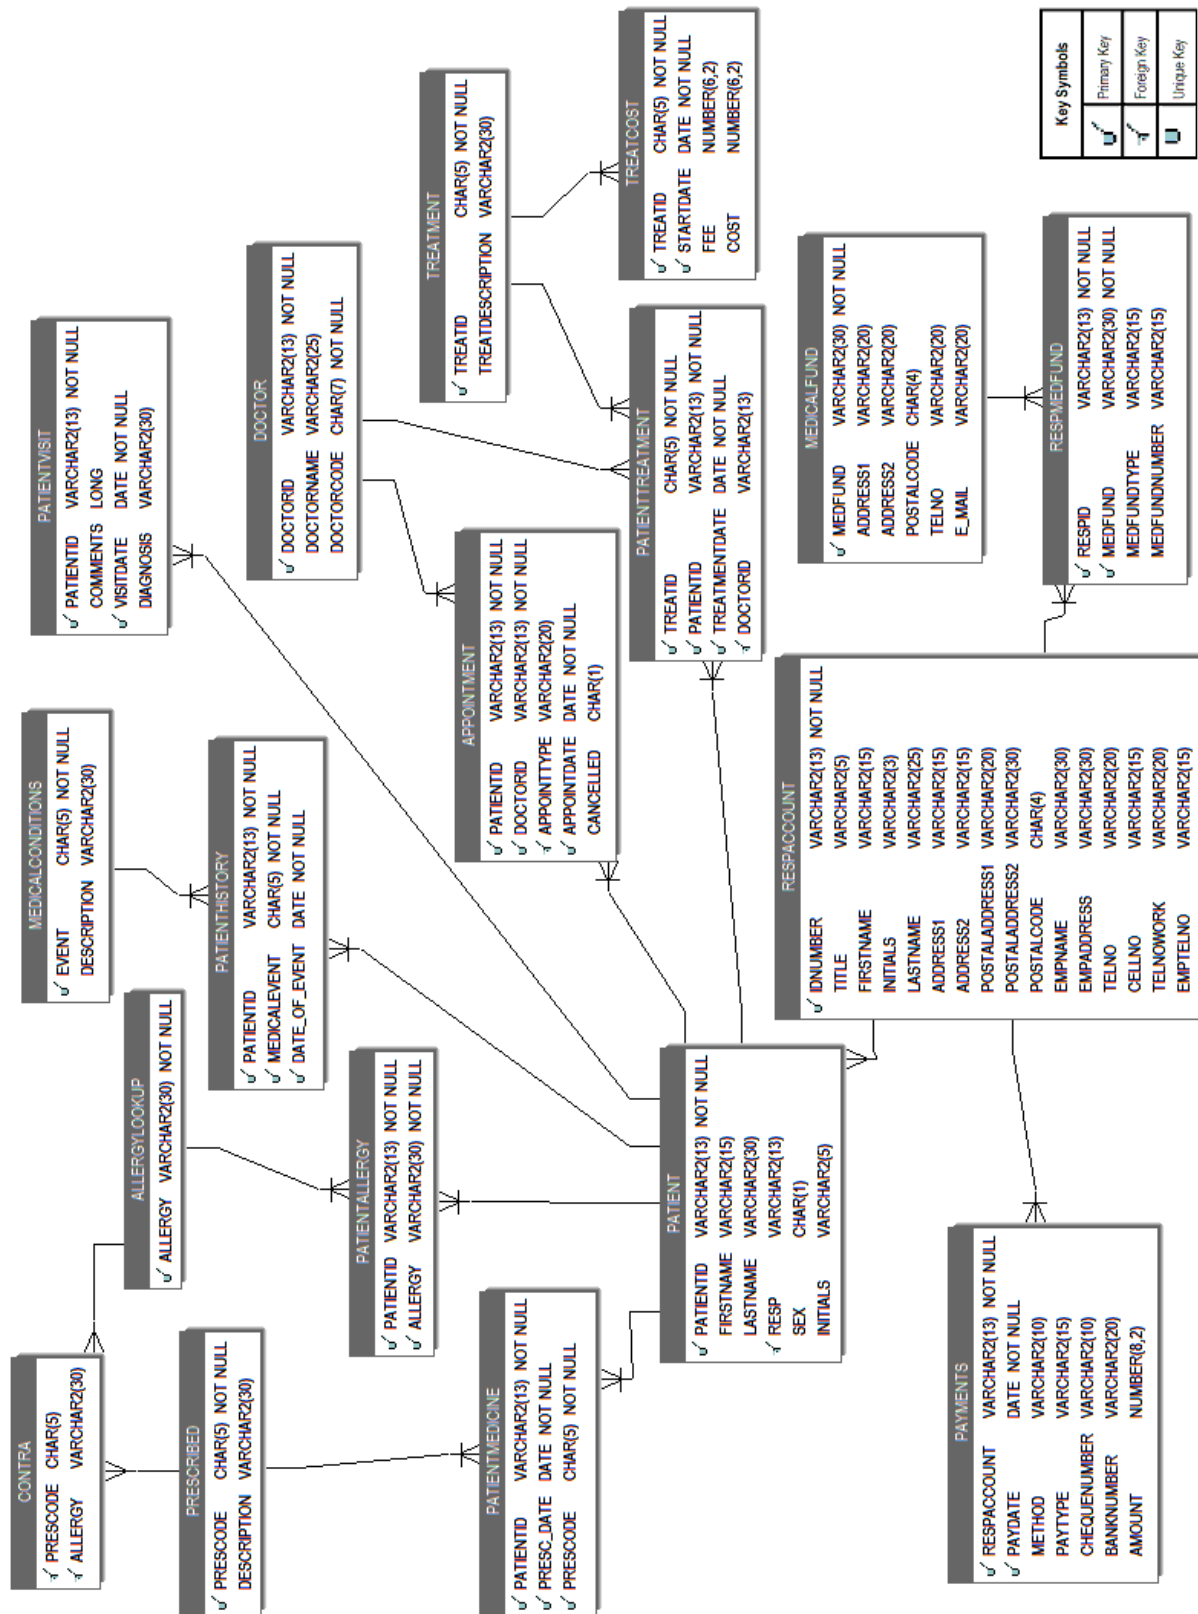 CONTRA
PRESCODE CHAR(5)
ALLERGY VARCHAR2(30)
PRESCRIBED
PRESCODE CHAR(5) NOT NULL
DESCRIPTION VARCHAR2(30)
PATIENTMEDICINE
PATIENTID VARCHAR2(13) NOT NULL
PRESC_DATE DATE NOT NULL
PRESCODE CHAR(5) NOT NULL
ALLERGYLOOKUP
ALLERGY VARCHAR2(30) NOT NULL
PATIENTALLERGY
PATIENTID VARCHAR2(13) NOT NULL
ALLERGY VARCHAR2(30) NOT NULL
MEDICALCONDITIONS
EVENT CHAR(5) NOT NULL
DESCRIPTION VARCHAR2(30)
PATIENTHISTORY
PATIENTID VARCHAR2(13) NOT NULL
MEDICALEVENT CHAR(5) NOT NULL
DATE_OF_EVENT DATE NOT NULL
PATIENTVISIT
PATIENTID VARCHAR2(13) NOT NULL
COMMENTS LONG
VISITDATE DATE NOT NULL
DIAGNOSIS VARCHAR2(30)
DOCTOR
DOCTORID VARCHAR2(13) NOT NULL
DOCTORNAME VARCHAR2(25)
DOCTORCODE CHAR(7) NOT NULL
APPOINTMENT
PATIENTID VARCHAR2(13) NOT NULL
DOCTORID VARCHAR2(13) NOT NULL
APPOINTTYPE VARCHAR2(20)
APPOINTDATE DATE NOT NULL
CANCELLED CHAR(1)
TREATMENT
TREATID CHAR(5) NOT NULL
TREATDESCRIPTION VARCHAR2(30)
PATIENTTREATMENT
TREATID CHAR(5) NOT NULL
PATIENTID VARCHAR2(13) NOT NULL
TREATMENTDATE DATE NOT NULL
DOCTORID VARCHAR2(13)
TREATCOST
TREATID CHAR(5) NOT NULL
STARTDATE DATE NOT NULL
FEE NUMBER(6,2)
COST NUMBER(6,2)
PATIENT
PATIENTID VARCHAR2(13) NOT NULL
FIRSTNAME VARCHAR2(15)
LASTNAME VARCHAR2(30)
RESP VARCHAR2(13)
SEX CHAR(1)
INITIALS VARCHAR2(5)
RESPACCOUNT
IDNUMBER VARCHAR2(13) NOT NULL
TITLE VARCHAR2(5)
FIRSTNAME VARCHAR2(15)
INITIALS VARCHAR2(3)
LASTNAME VARCHAR2(25)
ADDRESS1 VARCHAR2(15)
ADDRESS2 VARCHAR2(15)
POSTALADDRESS1 VARCHAR2(20)
POSTALADDRESS2 VARCHAR2(30)
POSTALCODE CHAR(4)
EMPNAME VARCHAR2(30)
EMPADDRESS VARCHAR2(30)
TELNO VARCHAR2(20)
CELLNO VARCHAR2(15)
TELNOWORK VARCHAR2(20)
EMPTELNO VARCHAR2(15)
MEDICALFUND
MEDFUND VARCHAR2(30) NOT NULL
ADDRESS1 VARCHAR2(20)
ADDRESS2 VARCHAR2(20)
POSTALCODE CHAR(4)
TELNO VARCHAR2(20)
E_MAIL VARCHAR2(20)
RESPMEDFUND
RESPID VARCHAR2(13) NOT NULL
MEDFUND VARCHAR2(30) NOT NULL
MEDFUNDTYPE VARCHAR2(15)
MEDFUNDNUMBER VARCHAR2(15)
PAYMENTS
RESPACCOUNT VARCHAR2(13) NOT NULL
PAYDATE DATE NOT NULL
METHOD VARCHAR2(10)
PAYTYPE VARCHAR2(15)
CHEQUENUMBER VARCHAR2(10)
BANKNUMBER VARCHAR2(20)
AMOUNT NUMBER(8,2)
Key Symbols
Primary Key
Foreign Key
Unique Key